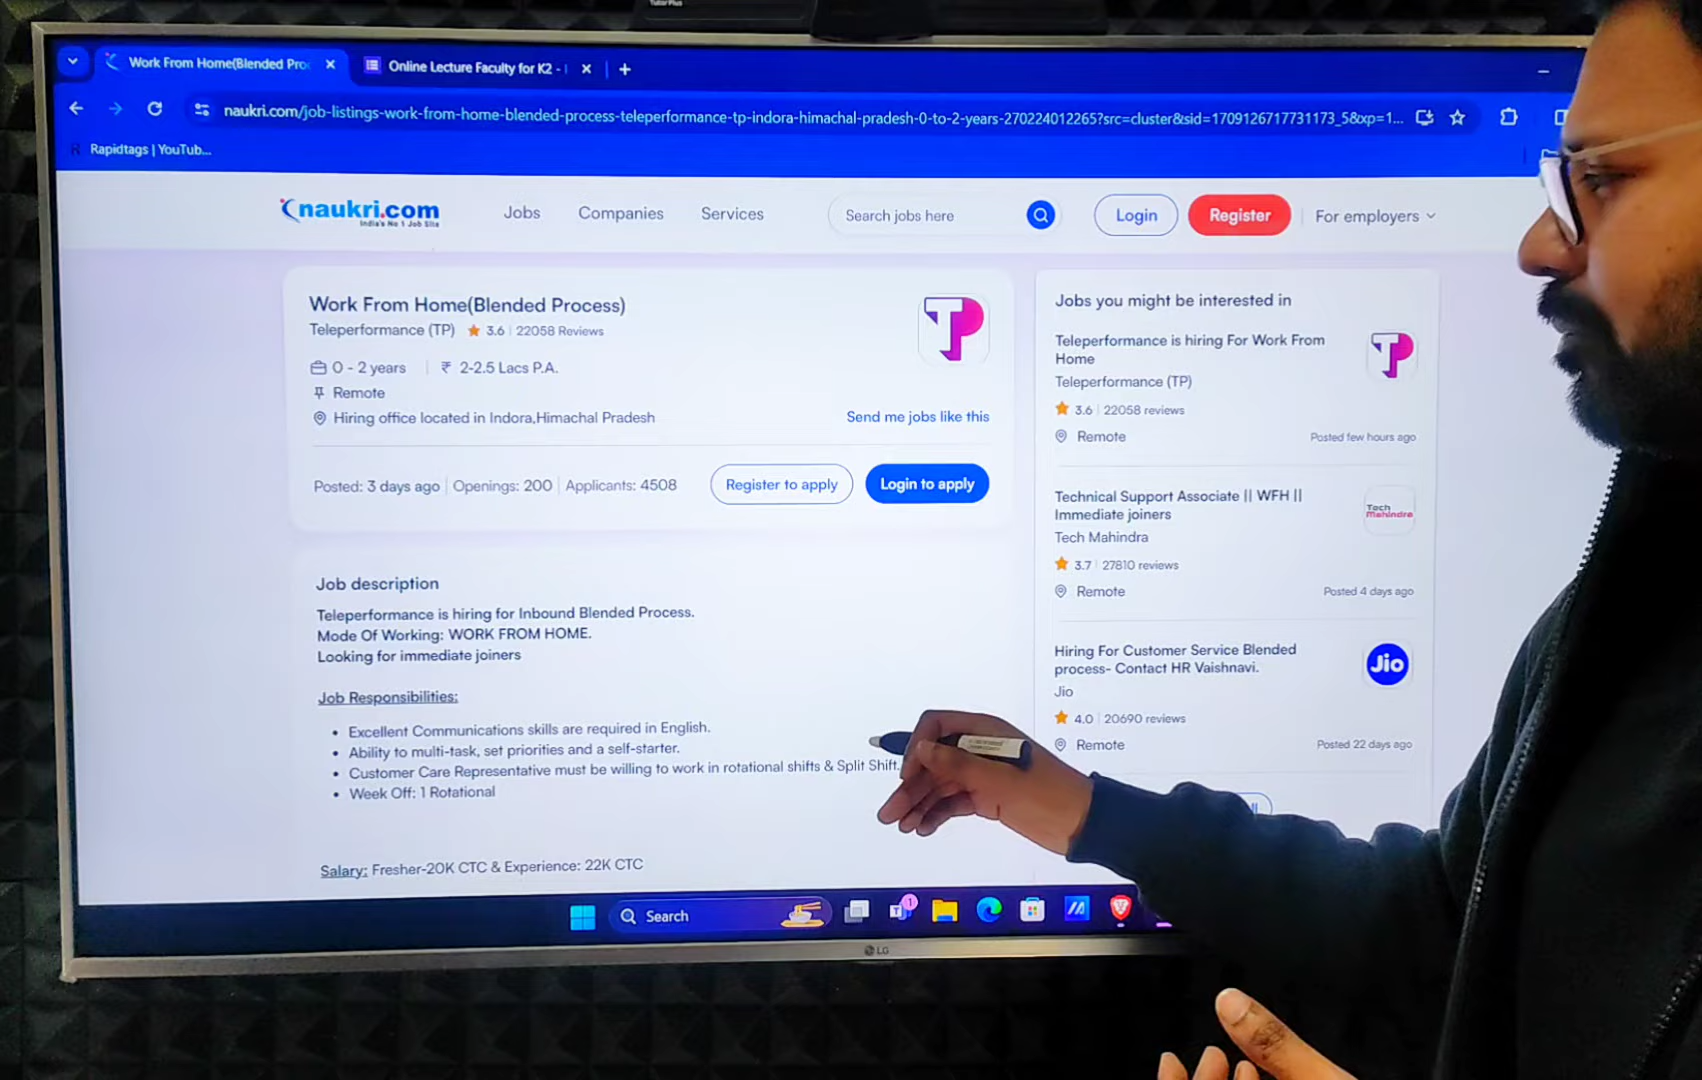 TutorPlus
Work From Home(Blended Pro
Online Lecture Faculty for K2 -
naukri.com/job-listings-work-from-home-blended-process-teleperformance-tp-indora-himachal-pradesh-0-to-2-years-270224012265?src=cluster&sid=1709126717731173_5&xp=1...
Rapidtags | YouTub...
naukri.com
India's No 1 Job Site
Jobs
Companies
Services
Search jobs here
Login
Register
For employers
Work From Home(Blended Process)
Teleperformance (TP) 3.6 | 22058 Reviews
0 - 2 years | ₹ 2-2.5 Lacs P.A.
Remote
Hiring office located in Indora,Himachal Pradesh
Send me jobs like this
Posted: 3 days ago | Openings: 200 | Applicants: 4508
Register to apply
Login to apply
Job description
Teleperformance is hiring for Inbound Blended Process.
Mode Of Working: WORK FROM HOME.
Looking for immediate joiners
Job Responsibilities:
• Excellent Communications skills are required in English.
• Ability to multi-task, set priorities and a self-starter.
• Customer Care Representative must be willing to work in rotational shifts & Split Shift.
• Week Off: 1 Rotational
Salary: Fresher-20K CTC & Experience: 22K CTC
Jobs you might be interested in
Teleperformance is hiring For Work From
Home
Teleperformance (TP)
3.6 | 22058 reviews
Remote
Posted few hours ago
Technical Support Associate || WFH ||
Immediate joiners
Tech Mahindra
3.7 | 27810 reviews
Remote
Posted 4 days ago
Tech
Mahindra
Hiring For Customer Service Blended
process- Contact HR Vaishnavi.
Jio
4.0 | 20690 reviews
Remote
Posted 22 days ago
Jio
Search
1
LG